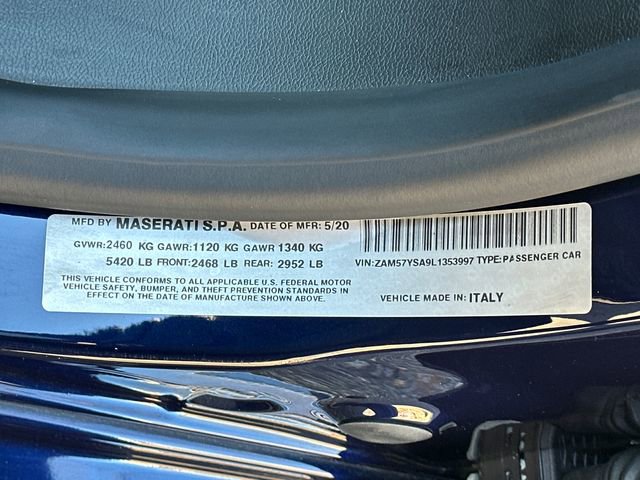 MFD BY MASERATI S.P.A. DATE OF MFR: 5/20
GVWR:2460 KG GAWR:1120 KG GAWR 1340 KG
5420 LB FRONT:2468 LB REAR: 2952 LB
THIS VEHICLE CONFORMS TO ALL APPLICABLE U.S. FEDERAL MOTOR
VEHICLE SAFETY, BUMPER, AND THEFT PREVENTION STANDARDS IN
EFFECT ON THE DATE OF MANUFACTURE SHOWN ABOVE.
VIN:ZAM57YSA9L1353997 TYPE:PASSENGER CAR
VEHICLE MADE IN: ITALY